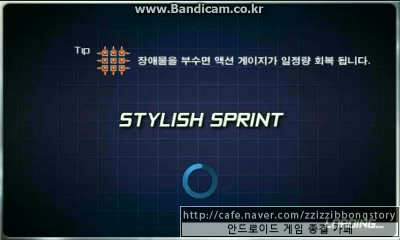 www.Bandicam.co.kr
Tip 장애물을 부수면 액션 게이지가 일정량 회복 됩니다.
STYLISH SPRINT
LOADING...
http://cafe.naver.com/zzizzibbongstory
안드로이드 게임 종결 카페